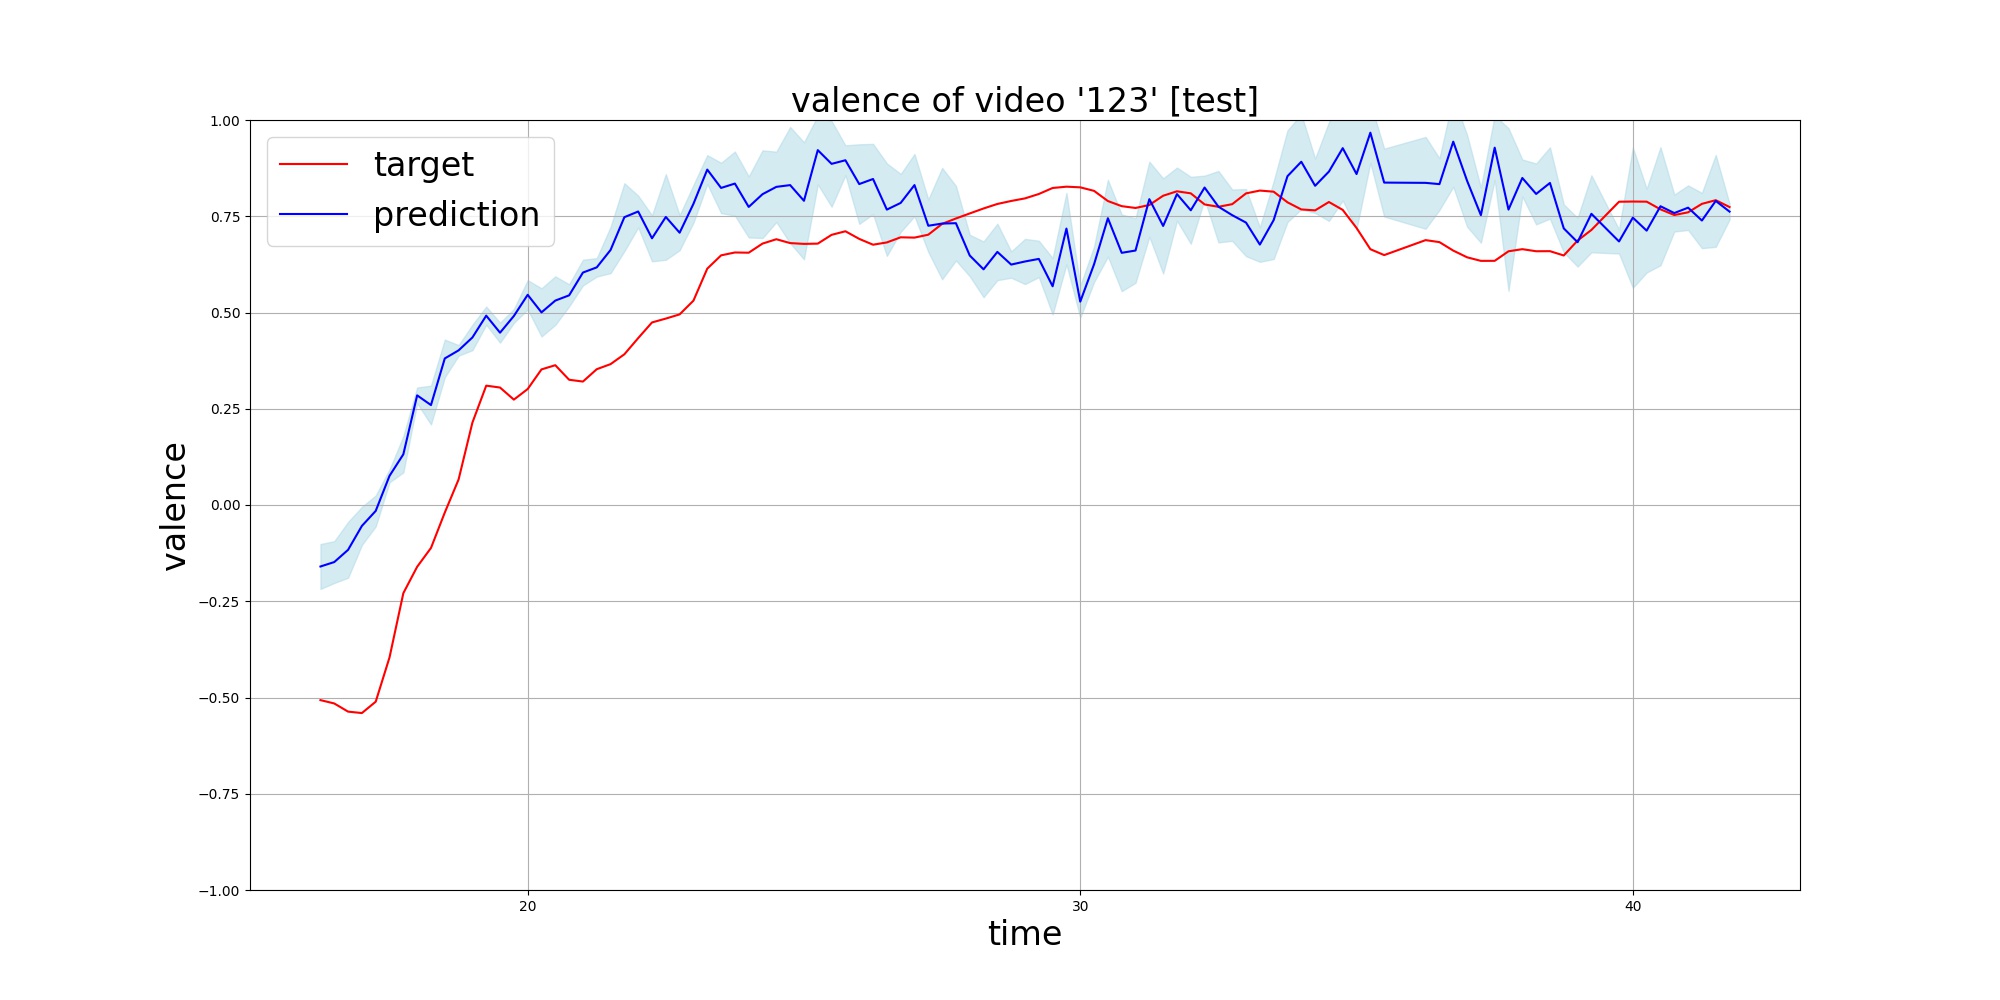 valence of video '123' [test]
target
prediction
valence
1.00
0.75
0.50
0.25
0.00
−0.25
−0.50
−0.75
−1.00
20 30 40
time